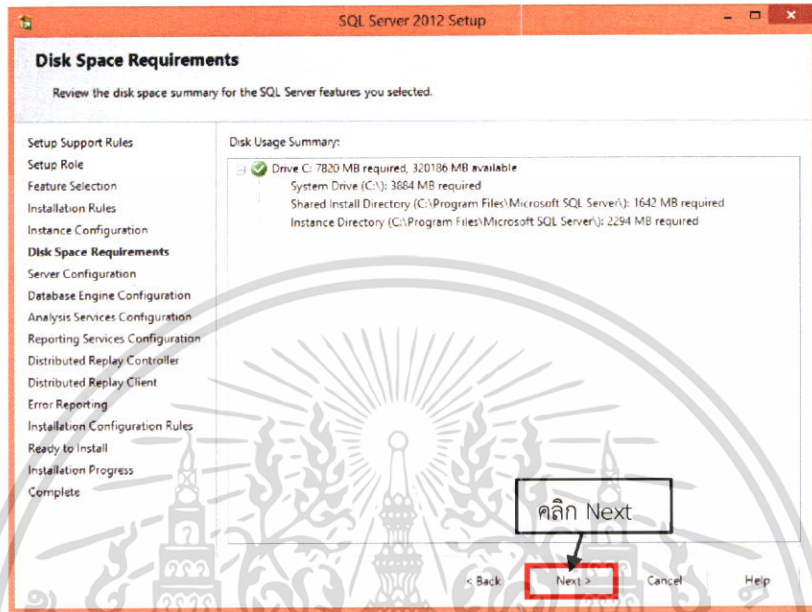 SQL Server 2012 Setup
Disk Space Requirements
Review the disk space summary for the SQL Server features you selected.
Setup Support Rules
Setup Role
Feature Selection
Installation Rules
Instance Configuration
Disk Space Requirements
Server Configuration
Database Engine Configuration
Analysis Services Configuration
Reporting Services Configuration
Distributed Replay Controller
Distributed Replay Client
Error Reporting
Installation Configuration Rules
Ready to Install
Installation Progress
Complete
Disk Usage Summary:
Drive C: 7820 MB required, 320186 MB available
System Drive (C:\): 3884 MB required
Shared Install Directory (C:\Program Files\Microsoft SQL Server\): 1642 MB required
Instance Directory (C:\Program Files\Microsoft SQL Server\): 2294 MB required
คลิก Next
< Back
Next >
Cancel
Help